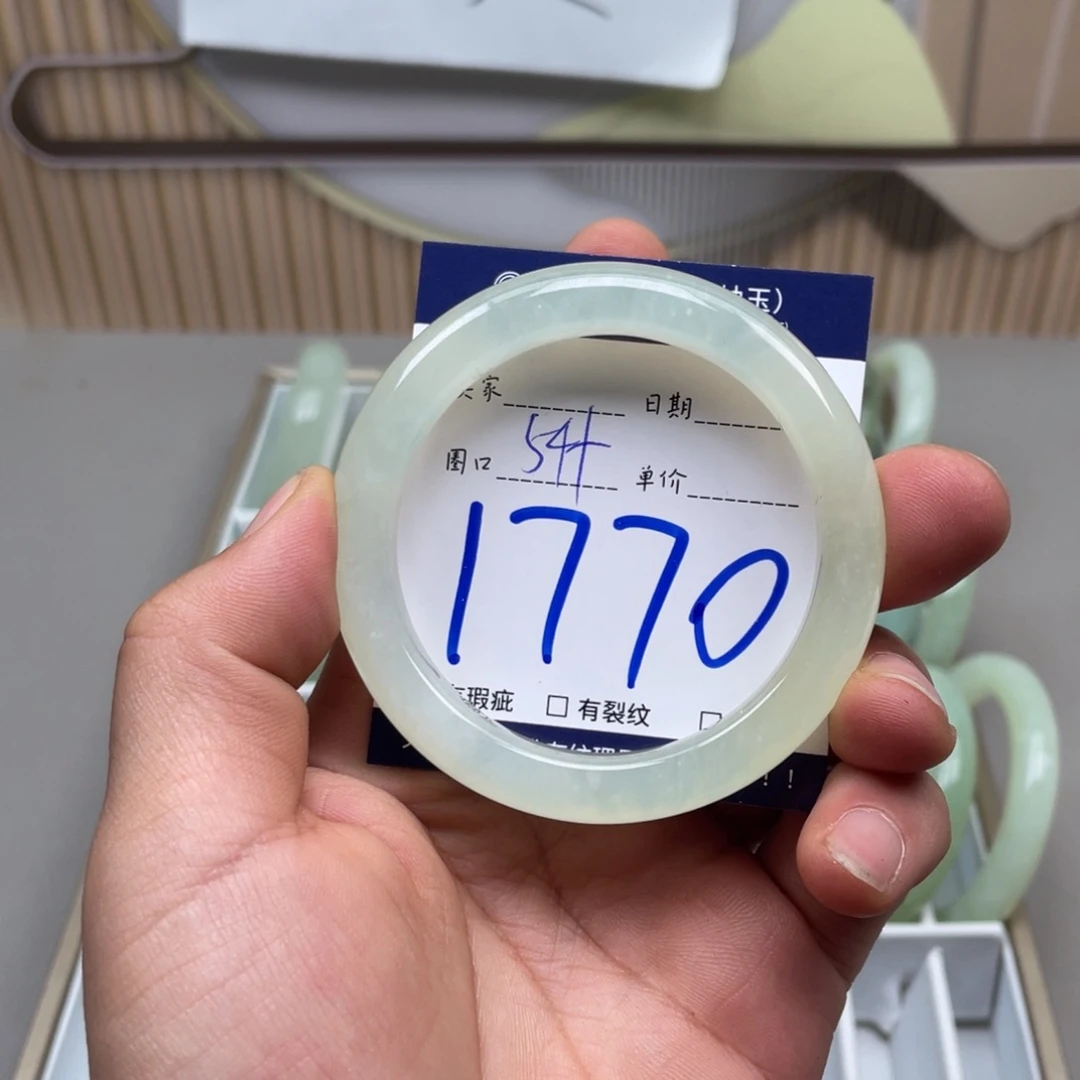 玉）
家 日期
圈口 54+ 单价
1770
瑕疵 □ 有裂纹 □
！！